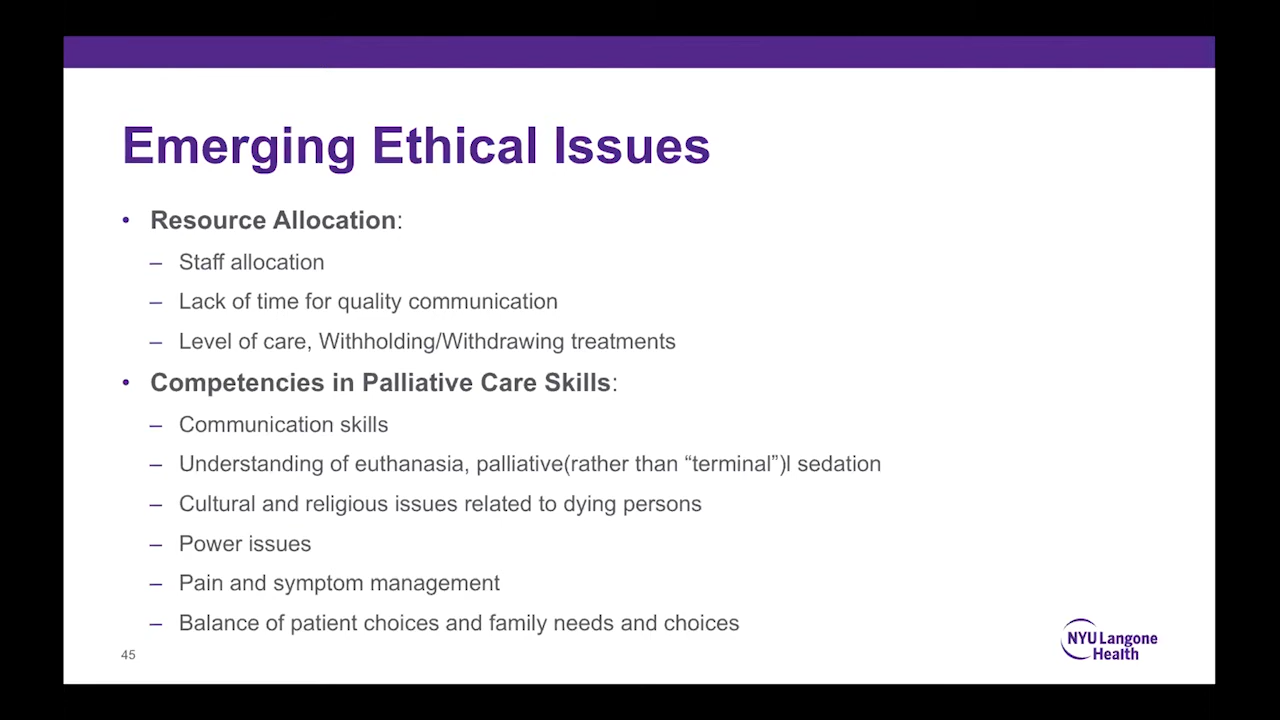 Emerging Ethical Issues
• Resource Allocation:
– Staff allocation
– Lack of time for quality communication
– Level of care, Withholding/Withdrawing treatments
• Competencies in Palliative Care Skills:
– Communication skills
– Understanding of euthanasia, palliative(rather than “terminal”)l sedation
– Cultural and religious issues related to dying persons
– Power issues
– Pain and symptom management
– Balance of patient choices and family needs and choices
45
NYU Langone
Health